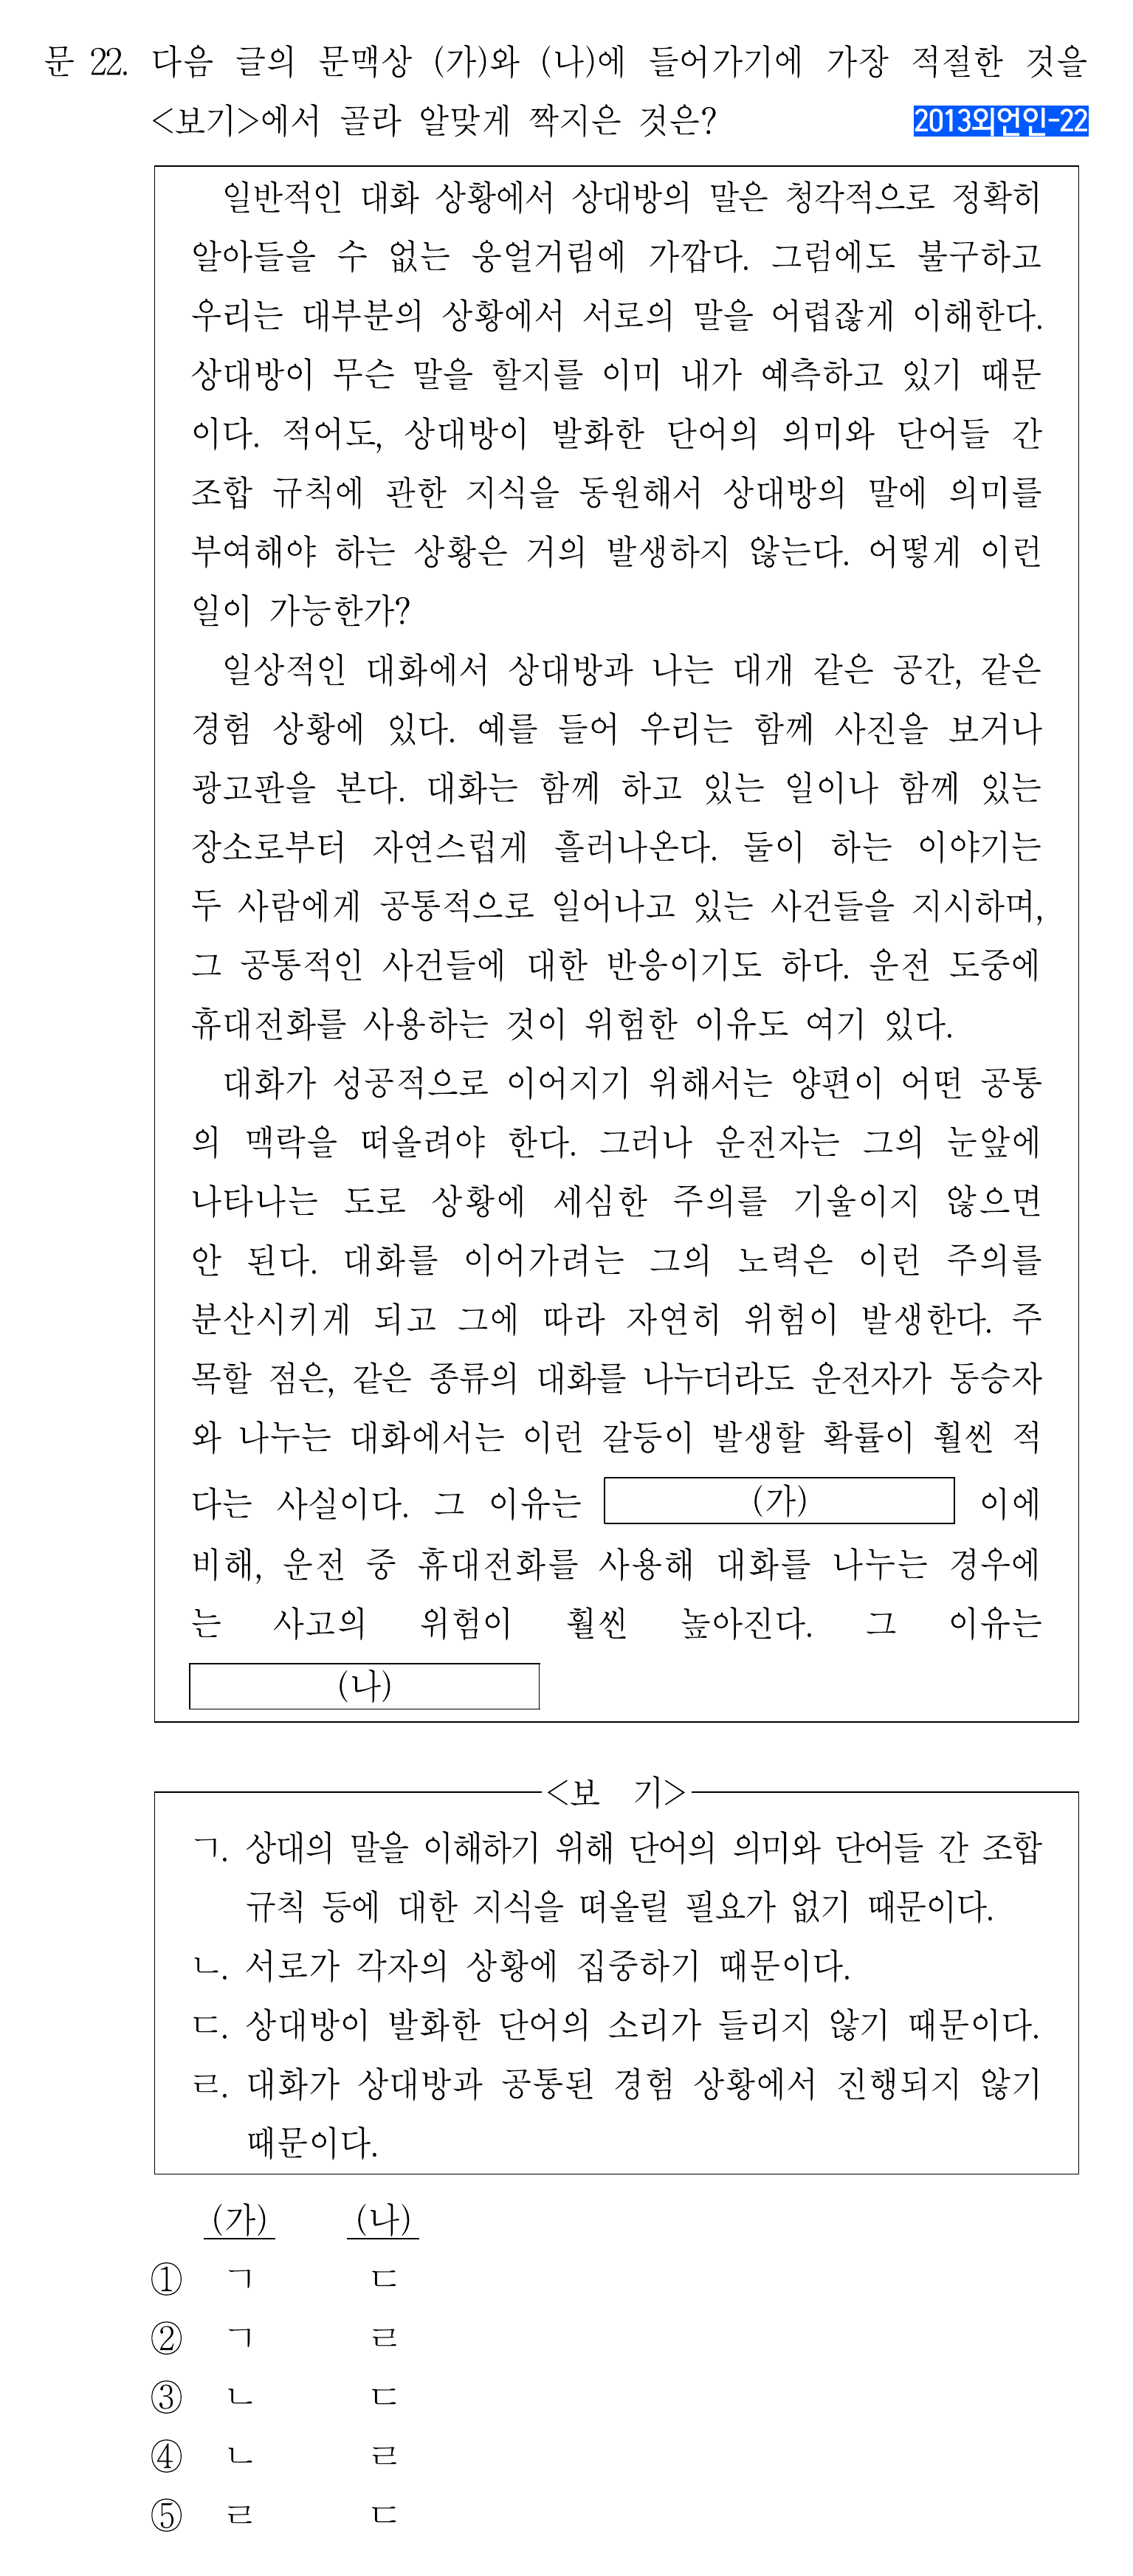 문 22. 다음 글의 문맥상 (가)와 (나)에 들어가기에 가장 적절한 것을
<보기>에서 골라 알맞게 짝지은 것은?
2013외언인-22
일반적인 대화 상황에서 상대방의 말은 청각적으로 정확히
알아들을 수 없는 웅얼거림에 가깝다. 그럼에도 불구하고
우리는 대부분의 상황에서 서로의 말을 어렵잖게 이해한다.
상대방이 무슨 말을 할지를 이미 내가 예측하고 있기 때문
이다. 적어도, 상대방이 발화한 단어의 의미와 단어들 간
조합 규칙에 관한 지식을 동원해서 상대방의 말에 의미를
부여해야 하는 상황은 거의 발생하지 않는다. 어떻게 이런
일이 가능한가?
일상적인 대화에서 상대방과 나는 대개 같은 공간, 같은
경험 상황에 있다. 예를 들어 우리는 함께 사진을 보거나
광고판을 본다. 대화는 함께 하고 있는 일이나 함께 있는
장소로부터 자연스럽게 흘러나온다. 둘이 하는 이야기는
두 사람에게 공통적으로 일어나고 있는 사건들을 지시하며,
그 공통적인 사건들에 대한 반응이기도 하다. 운전 도중에
휴대전화를 사용하는 것이 위험한 이유도 여기 있다.
대화가 성공적으로 이어지기 위해서는 양편이 어떤 공통
의 맥락을 떠올려야 한다. 그러나 운전자는 그의 눈앞에
나타나는 도로 상황에 세심한 주의를 기울이지 않으면
안 된다. 대화를 이어가려는 그의 노력은 이런 주의를
분산시키게 되고 그에 따라 자연히 위험이 발생한다. 주
목할 점은, 같은 종류의 대화를 나누더라도 운전자가 동승자
와 나누는 대화에서는 이런 갈등이 발생할 확률이 훨씬 적
다는 사실이다. 그 이유는 (가) 이에
비해, 운전 중 휴대전화를 사용해 대화를 나누는 경우에
는 사고의 위험이 훨씬 높아진다. 그 이유는
(나)
<보 기>
ㄱ. 상대의 말을 이해하기 위해 단어의 의미와 단어들 간 조합
규칙 등에 대한 지식을 떠올릴 필요가 없기 때문이다.
ㄴ. 서로가 각자의 상황에 집중하기 때문이다.
ㄷ. 상대방이 발화한 단어의 소리가 들리지 않기 때문이다.
ㄹ. 대화가 상대방과 공통된 경험 상황에서 진행되지 않기
때문이다.
(가) (나)
① ㄱ ㄷ
② ㄱ ㄹ
③ ㄴ ㄷ
④ ㄴ ㄹ
⑤ ㄹ ㄷ